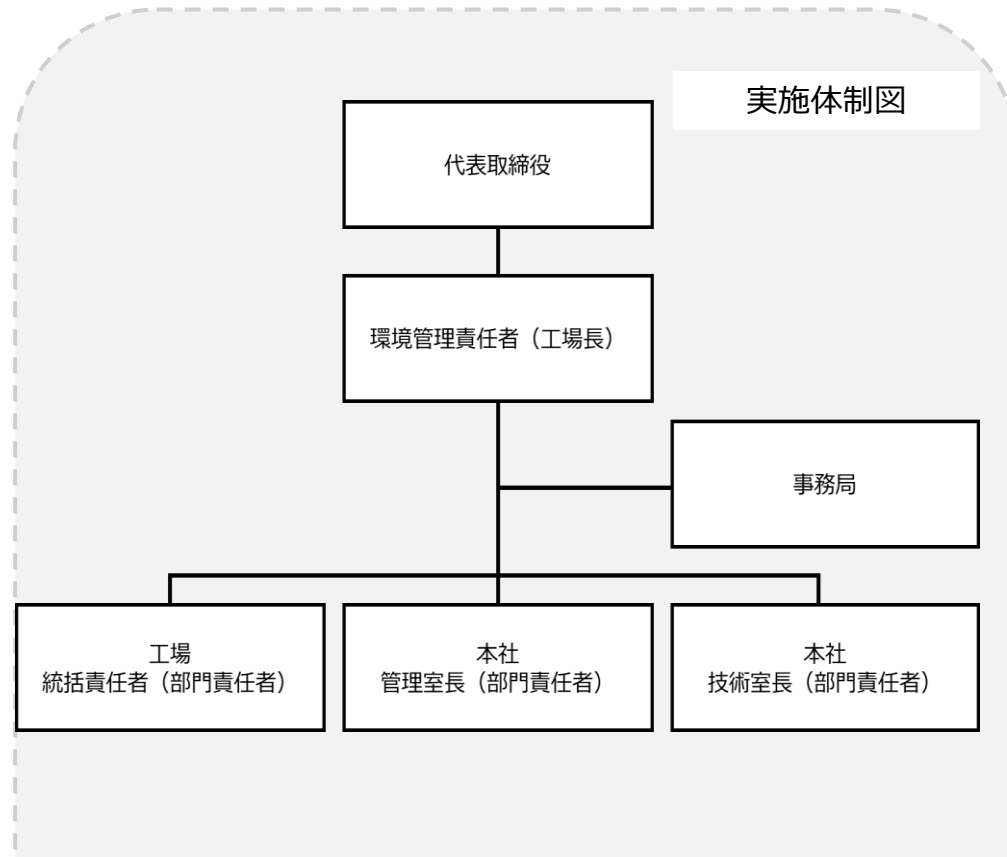 実施体制図
代表取締役
環境管理責任者（工場長）
事務局
工場
統括責任者（部門責任者）
本社
管理室長（部門責任者）
本社
技術室長（部門責任者）